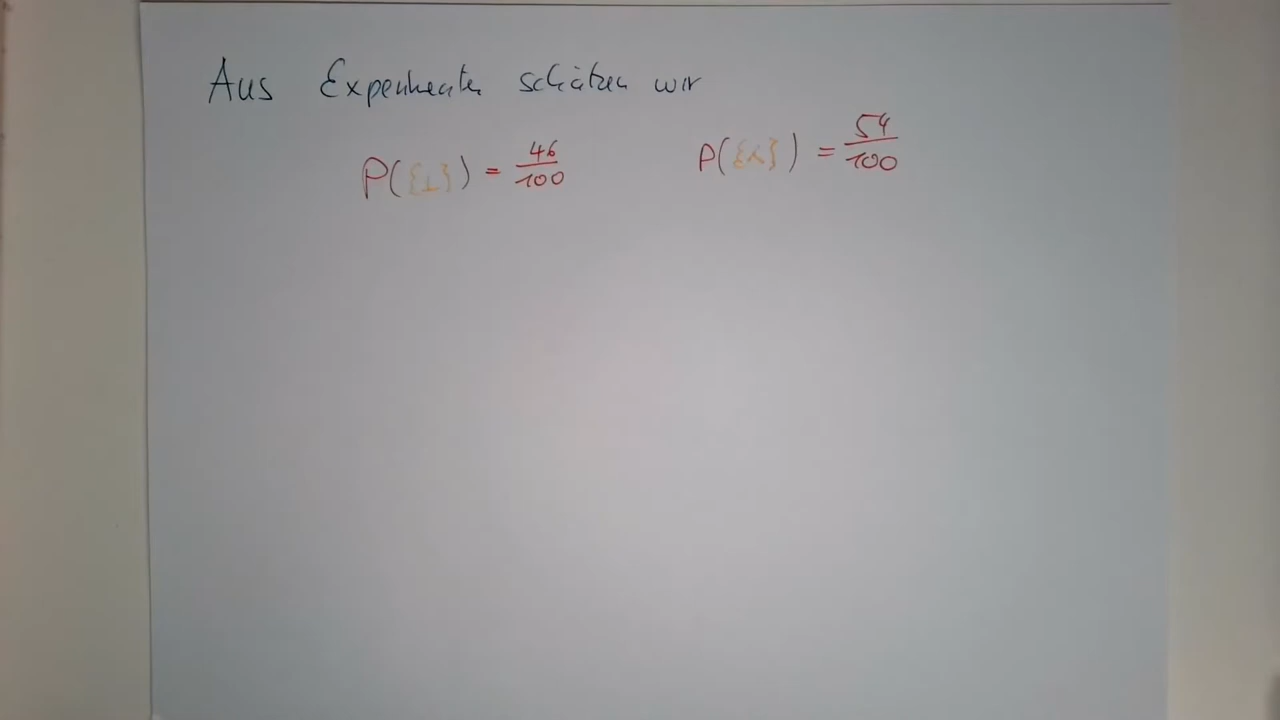 Aus Experimenten schätzen wir
P({⊥}) = 46/100 P({⅄}) = 54/100